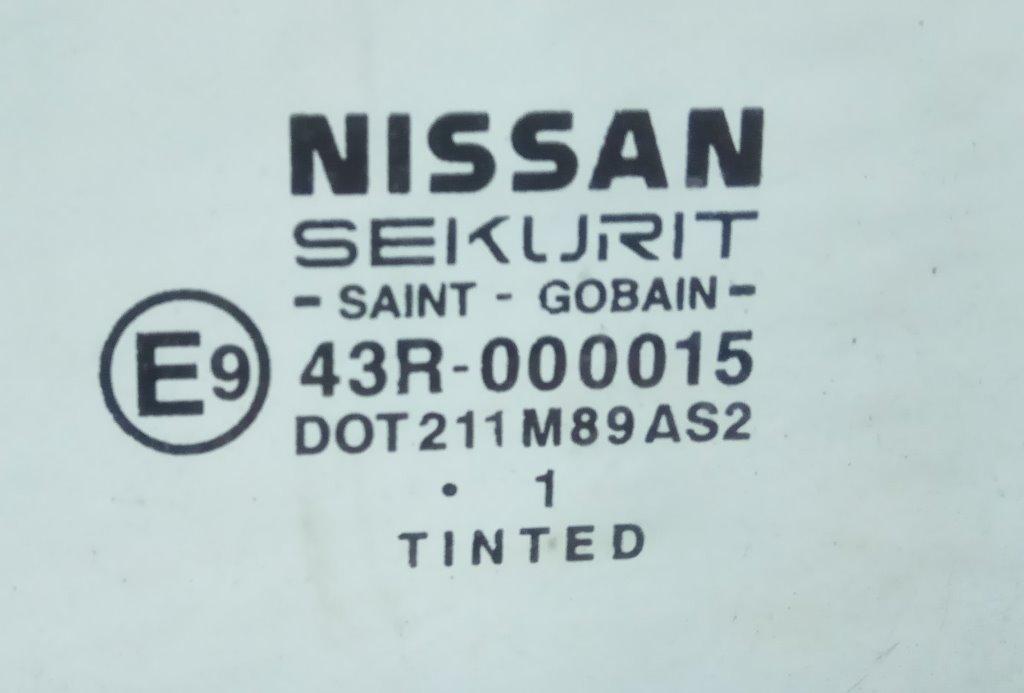 NISSAN
SEKURIT
- SAINT - GOBAIN -
E9 43R-000015
DOT 211 M89 AS2
• 1
TINTED